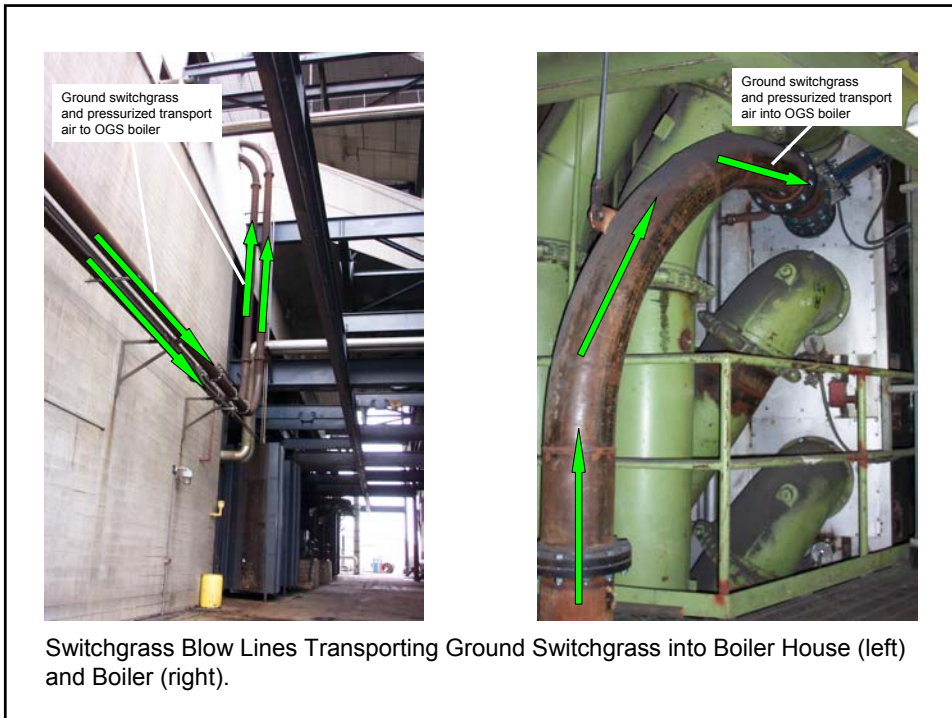 Ground switchgrass
and pressurized transport
air to OGS boiler
Ground switchgrass
and pressurized transport
air into OGS boiler
Switchgrass Blow Lines Transporting Ground Switchgrass into Boiler House (left)
and Boiler (right).